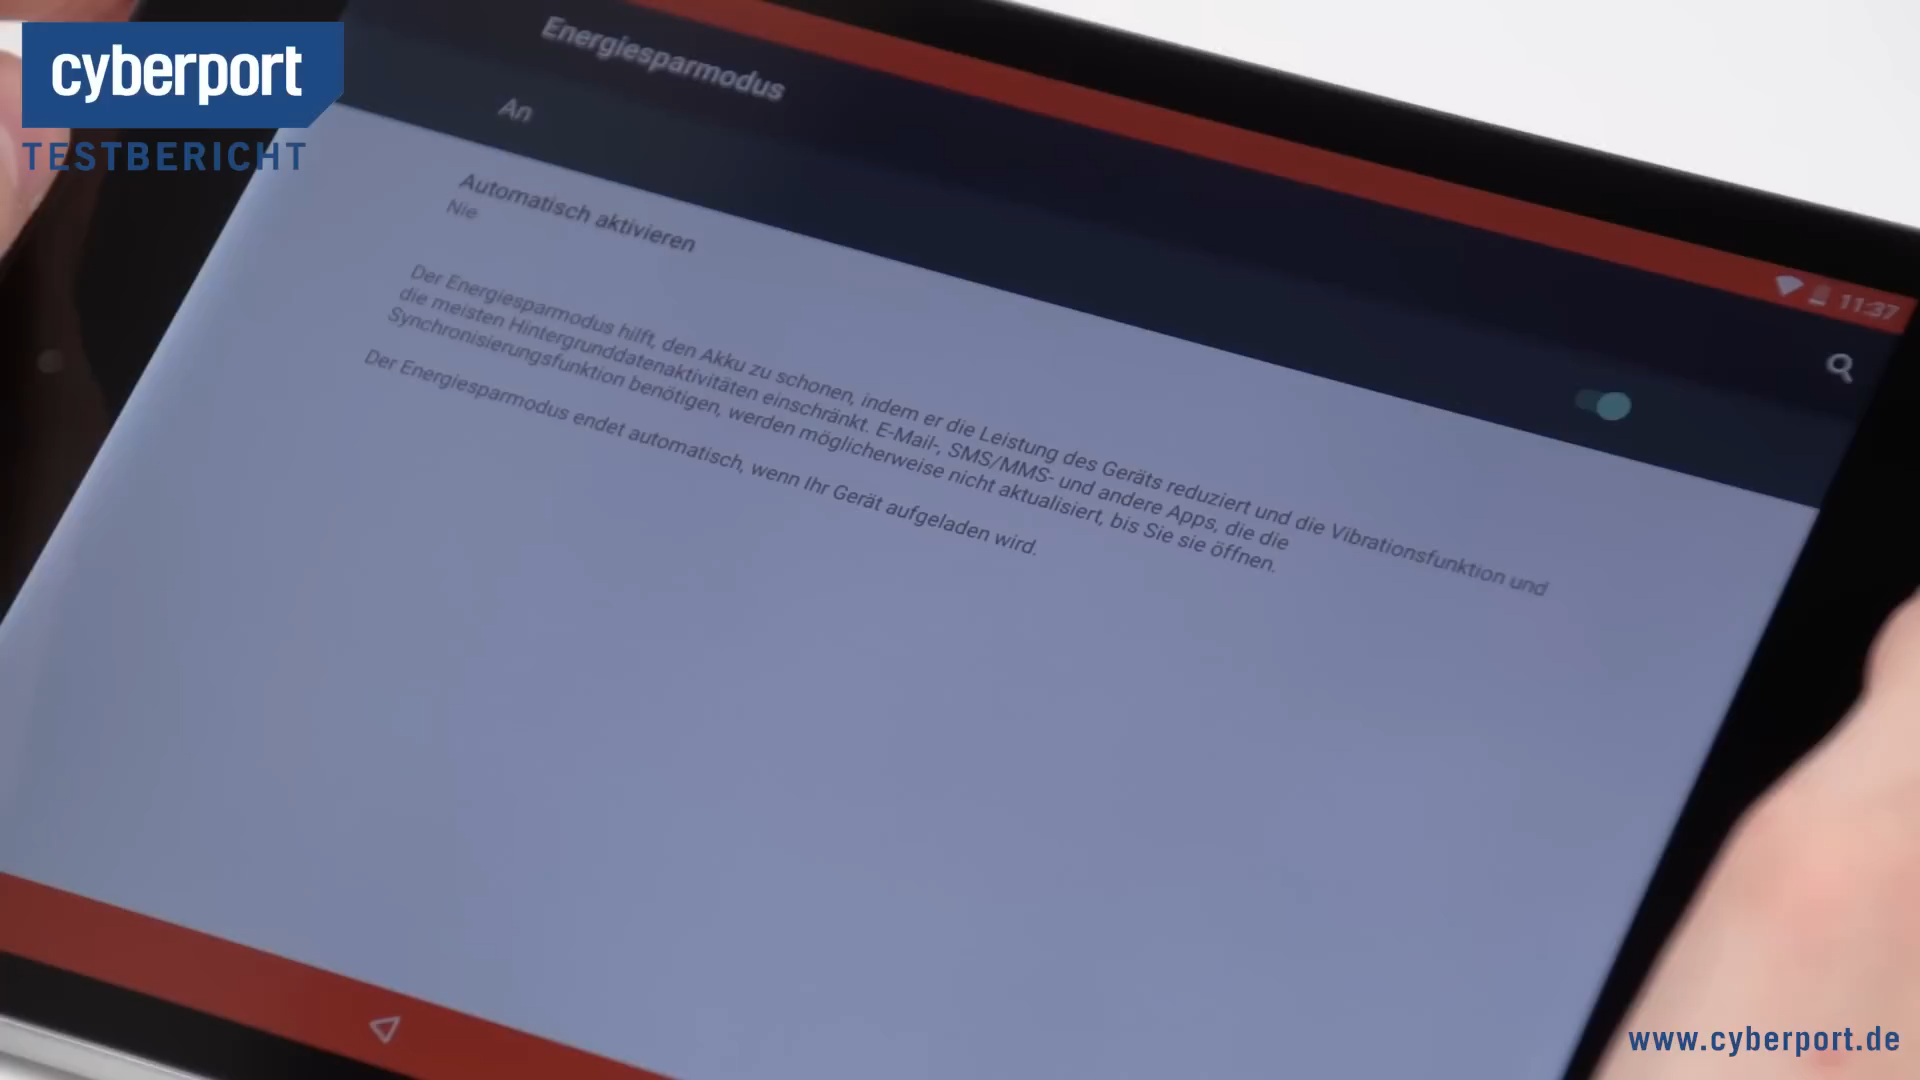 cyberport
TESTBERICHT
Energiesparmodus
An
11:37
Automatisch aktivieren
Nie
Der Energiesparmodus hilft, den Akku zu schonen, indem er die Leistung des Geräts reduziert und die Vibrationsfunktion und
die meisten Hintergrunddatenaktivitäten einschränkt. E-Mail-, SMS/MMS- und andere Apps, die die
Synchronisierungsfunktion benötigen, werden möglicherweise nicht aktualisiert, bis Sie sie öffnen.
Der Energiesparmodus endet automatisch, wenn Ihr Gerät aufgeladen wird.
www.cyberport.de